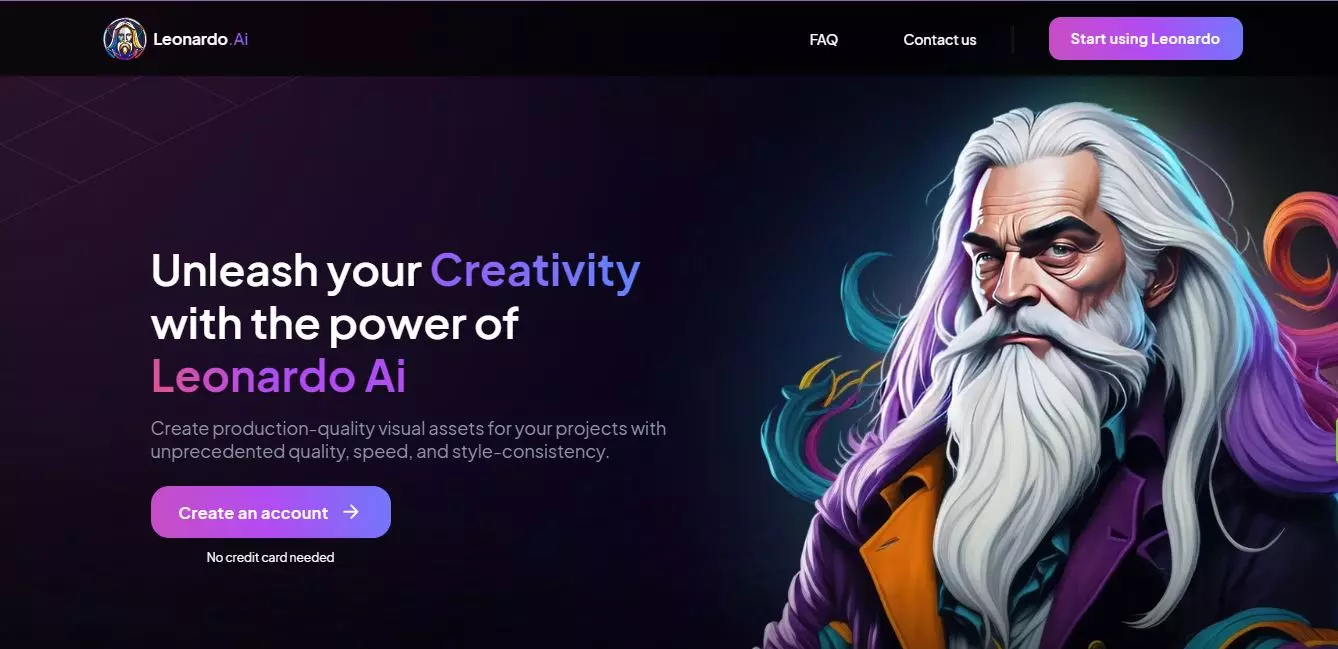 Leonardo.Ai
FAQ
Contact us
Start using Leonardo
Unleash your Creativity
with the power of
Leonardo Ai
Create production-quality visual assets for your projects with
unprecedented quality, speed, and style-consistency.
Create an account →
No credit card needed